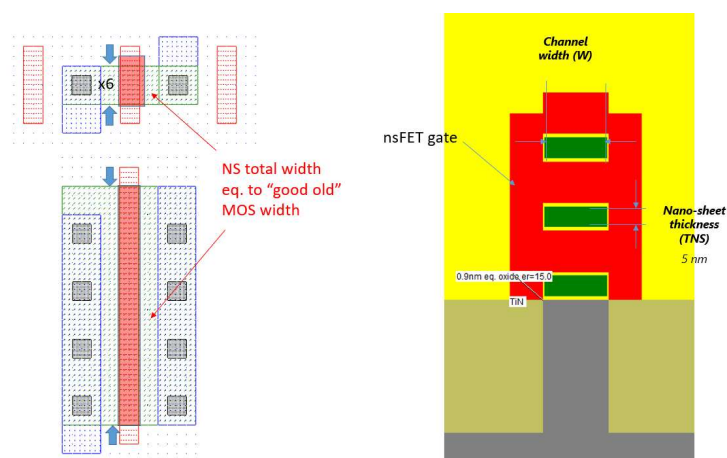 x6
NS total width
eq. to “good old”
MOS width
Channel
width (W)
nsFET gate
Nano-sheet
thickness
(TNS)
5 nm
0.9nm eq. oxide er=15.0
TiN